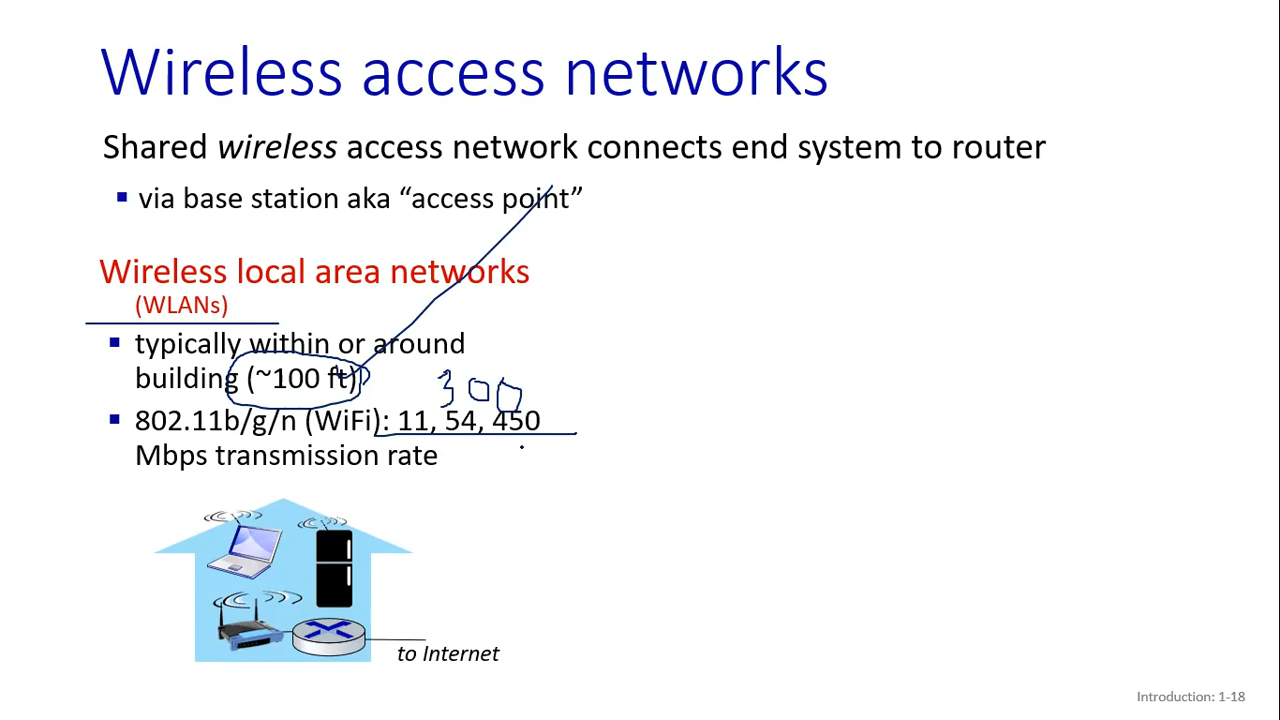 Wireless access networks
Shared wireless access network connects end system to router
▪ via base station aka “access point”
Wireless local area networks
(WLANs)
▪ typically within or around
building (~100 ft)
300
▪ 802.11b/g/n (WiFi): 11, 54, 450
Mbps transmission rate
to Internet
Introduction: 1-18